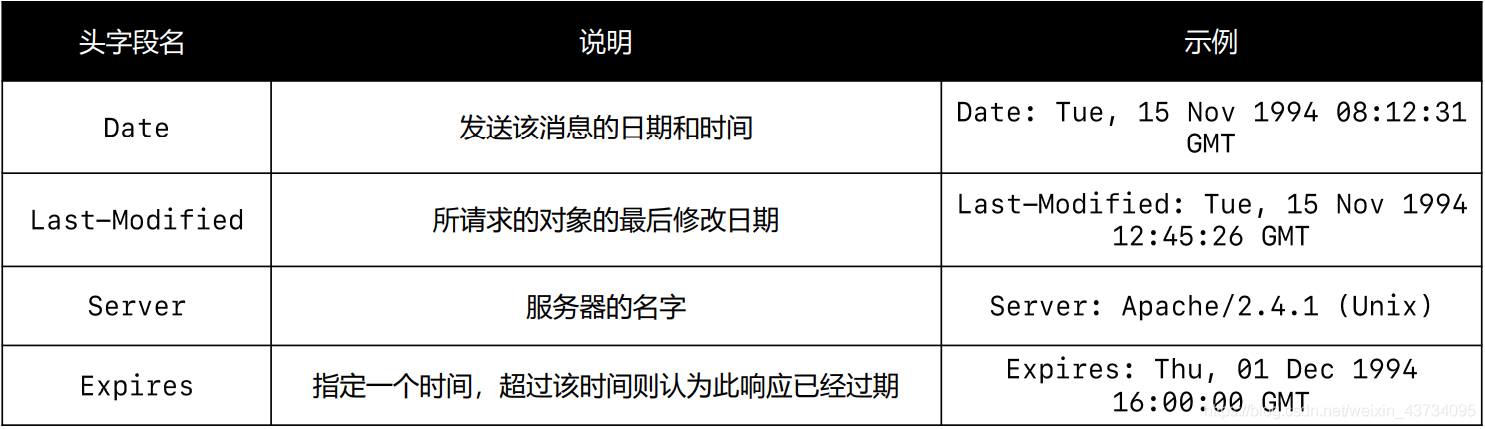 头字段名 说明 示例
Date 发送该消息的日期和时间 Date: Tue, 15 Nov 1994 08:12:31
GMT
Last-Modified 所请求的对象的最后修改日期 Last-Modified: Tue, 15 Nov 1994
12:45:26 GMT
Server 服务器的名字 Server: Apache/2.4.1 (Unix)
Expires 指定一个时间，超过该时间则认为此响应已经过期 Expires: Thu, 01 Dec 1994
16:00:00 GMT
https://blog.csdn.net/weixin_43734095